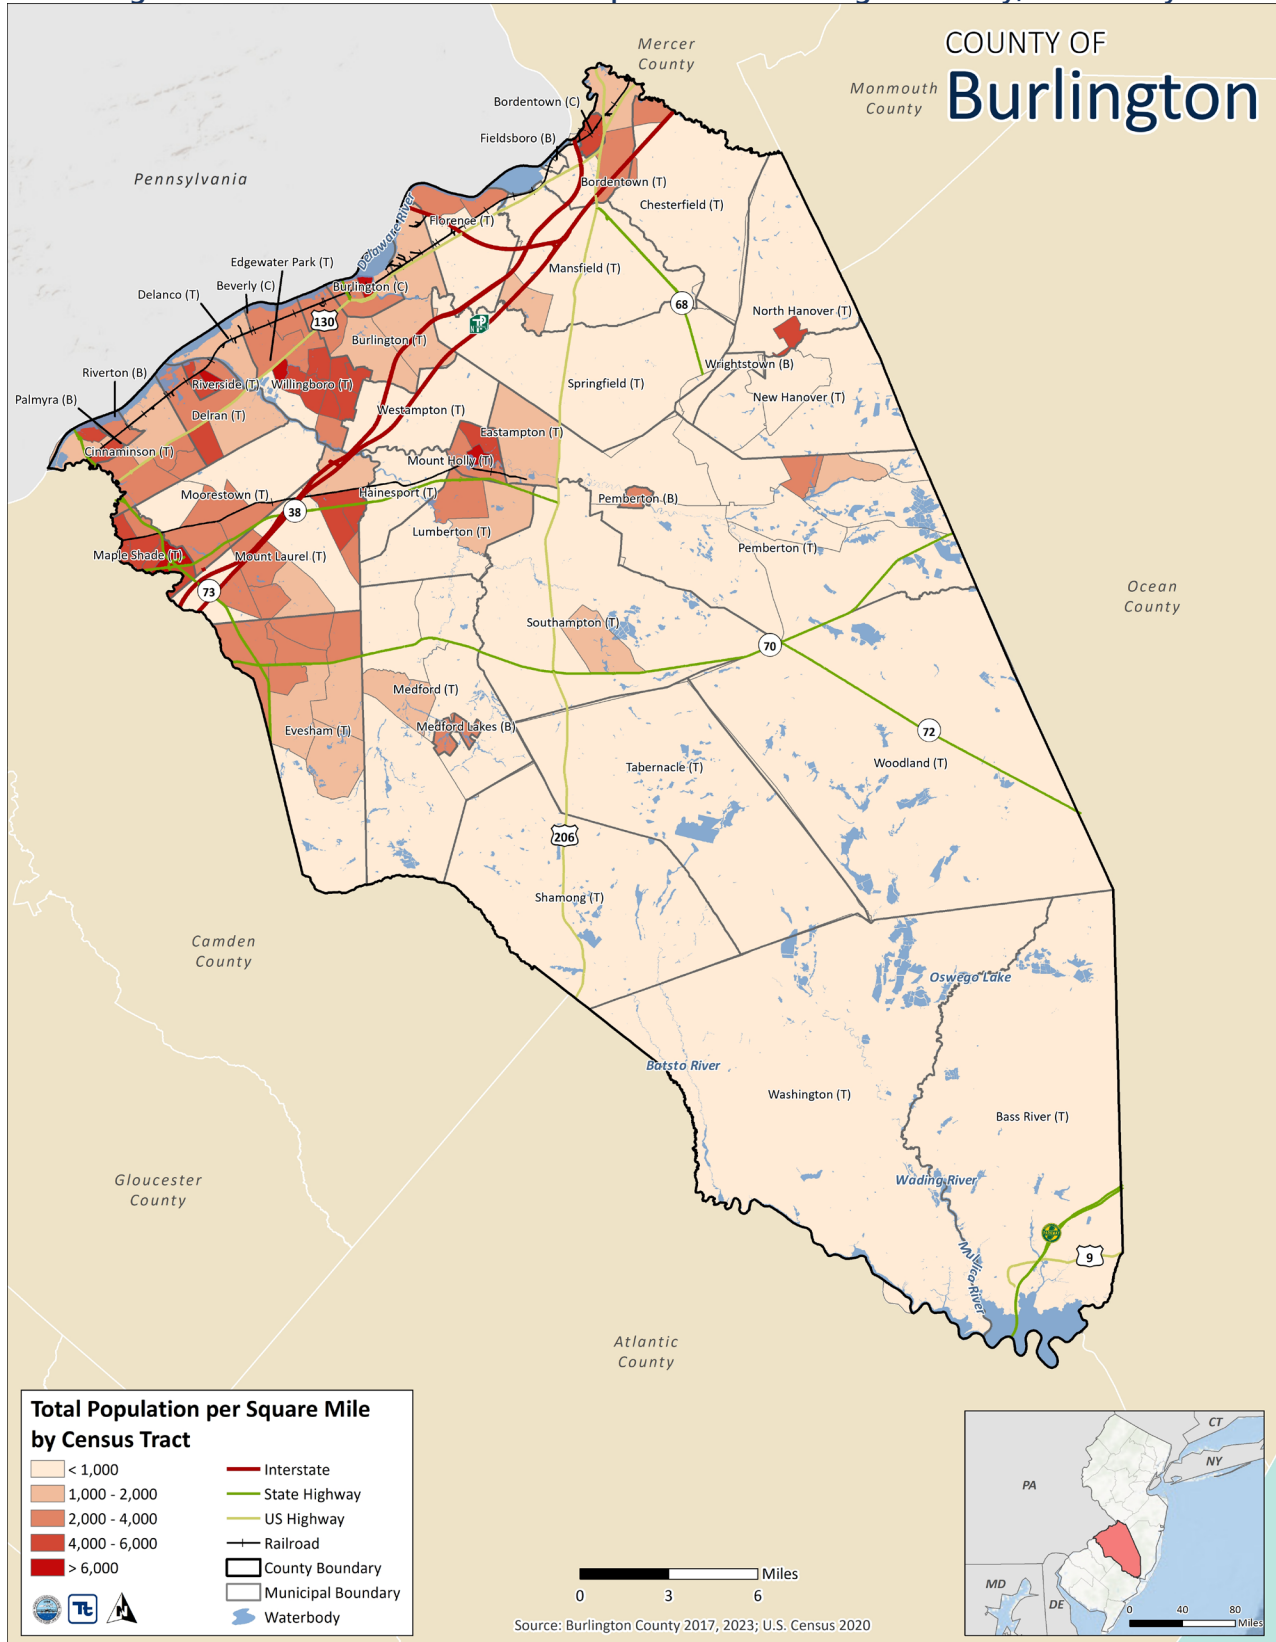 COUNTY OF
Burlington
Mercer
County
Monmouth
County
Pennsylvania
Bordentown (C)
Fieldsboro (B)
Bordentown (T)
Chesterfield (T)
Delaware River
Florence (T)
Mansfield (T)
Edgewater Park (T)
Beverly (C)
Burlington (C)
Delanco (T)
130
68
North Hanover (T)
Burlington (T)
Wrightstown (B)
Riverton (B)
Riverside (T)
Willingboro (T)
Springfield (T)
New Hanover (T)
Palmyra (B)
Delran (T)
Westampton (T)
Eastampton (T)
Cinnaminson (T)
Mount Holly (T)
Moorestown (T)
Hainesport (T)
Pemberton (B)
38
Lumberton (T)
Maple Shade (T)
Mount Laurel (T)
Pemberton (T)
73
Ocean
County
Southampton (T)
70
Medford (T)
Medford Lakes (B)
Evesham (T)
72
Tabernacle (T)
Woodland (T)
206
Shamong (T)
Camden
County
Oswego Lake
Batsto River
Washington (T)
Bass River (T)
Gloucester
County
Wading River
Mullica River
9
Atlantic
County
Total Population per Square Mile
by Census Tract
< 1,000
1,000 - 2,000
2,000 - 4,000
4,000 - 6,000
> 6,000
Interstate
State Highway
US Highway
Railroad
County Boundary
Municipal Boundary
Waterbody
Tt
N
Miles
0 3 6
Source: Burlington County 2017, 2023; U.S. Census 2020
CT
NY
PA
MD
DE
0 40 80
Miles